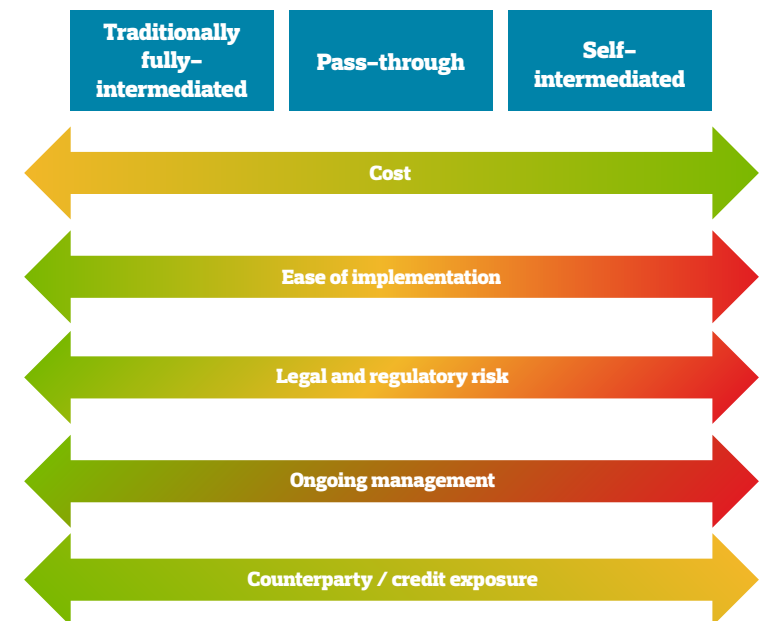 Traditionally
fully-
intermediated
Pass-through
Self-
intermediated
Cost
Ease of implementation
Legal and regulatory risk
Ongoing management
Counterparty / credit exposure